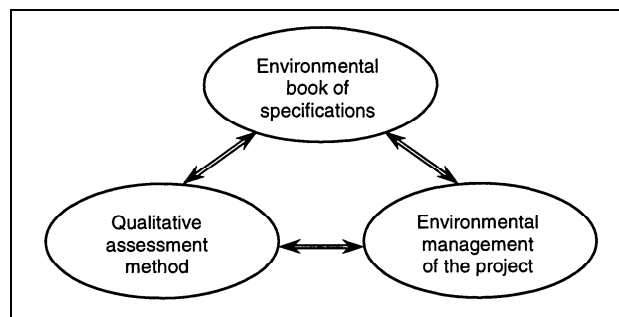 Environmental
book of
specifications
Qualitative
assessment
method
Environmental
management
of the project